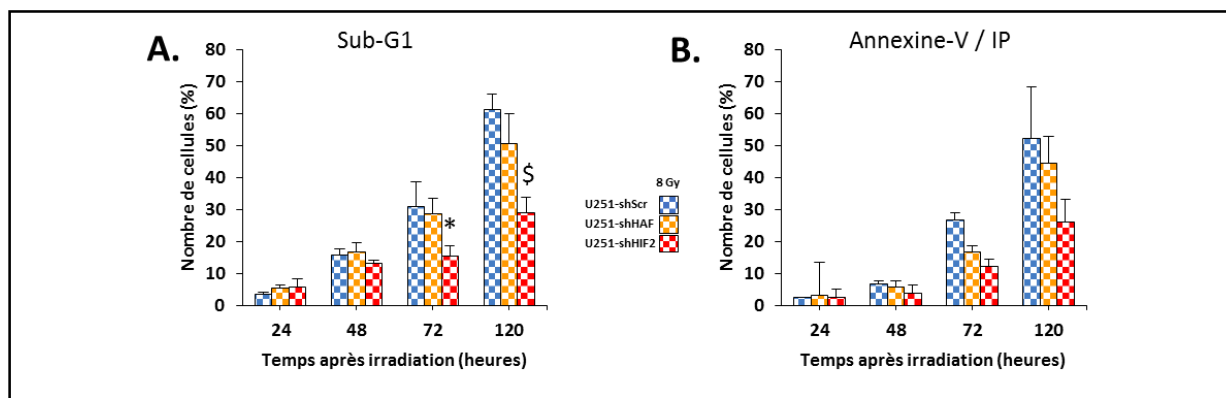 A.
Sub-G1
Nombre de cellules (%)
80
70
60
50
40
30
20
10
0
*
$
24 48 72 120
Temps après irradiation (heures)
8 Gy
U251-shScr
U251-shHAF
U251-shHIF2
B.
Annexine-V / IP
Nombre de cellules (%)
80
70
60
50
40
30
20
10
0
24 48 72 120
Temps après irradiation (heures)